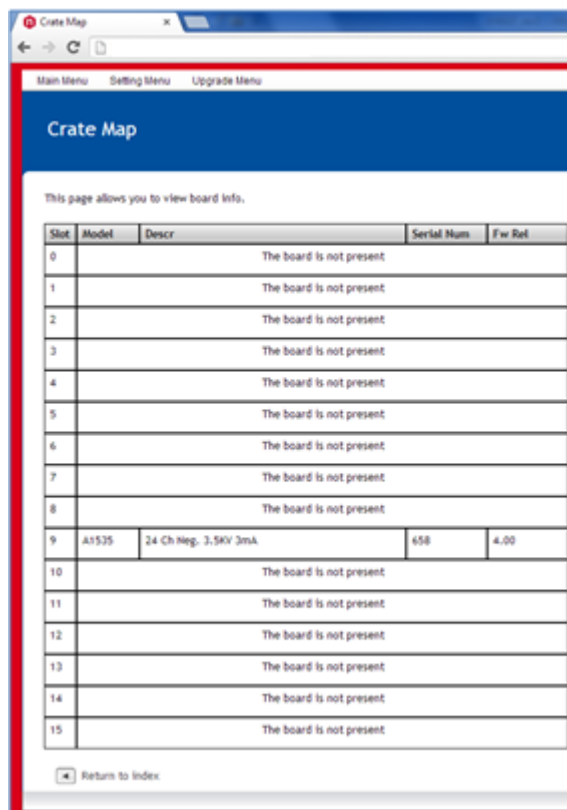 Crate Map
Main Menu Setting Menu Upgrade Menu
Crate Map
This page allows you to view board info.
Slot Model Descr Serial Num Fw Rel
0 The board is not present
1 The board is not present
2 The board is not present
3 The board is not present
4 The board is not present
5 The board is not present
6 The board is not present
7 The board is not present
8 The board is not present
9 A1535 24 Ch Neg. 3.5KV 3mA 658 4.00
10 The board is not present
11 The board is not present
12 The board is not present
13 The board is not present
14 The board is not present
15 The board is not present
Return to index